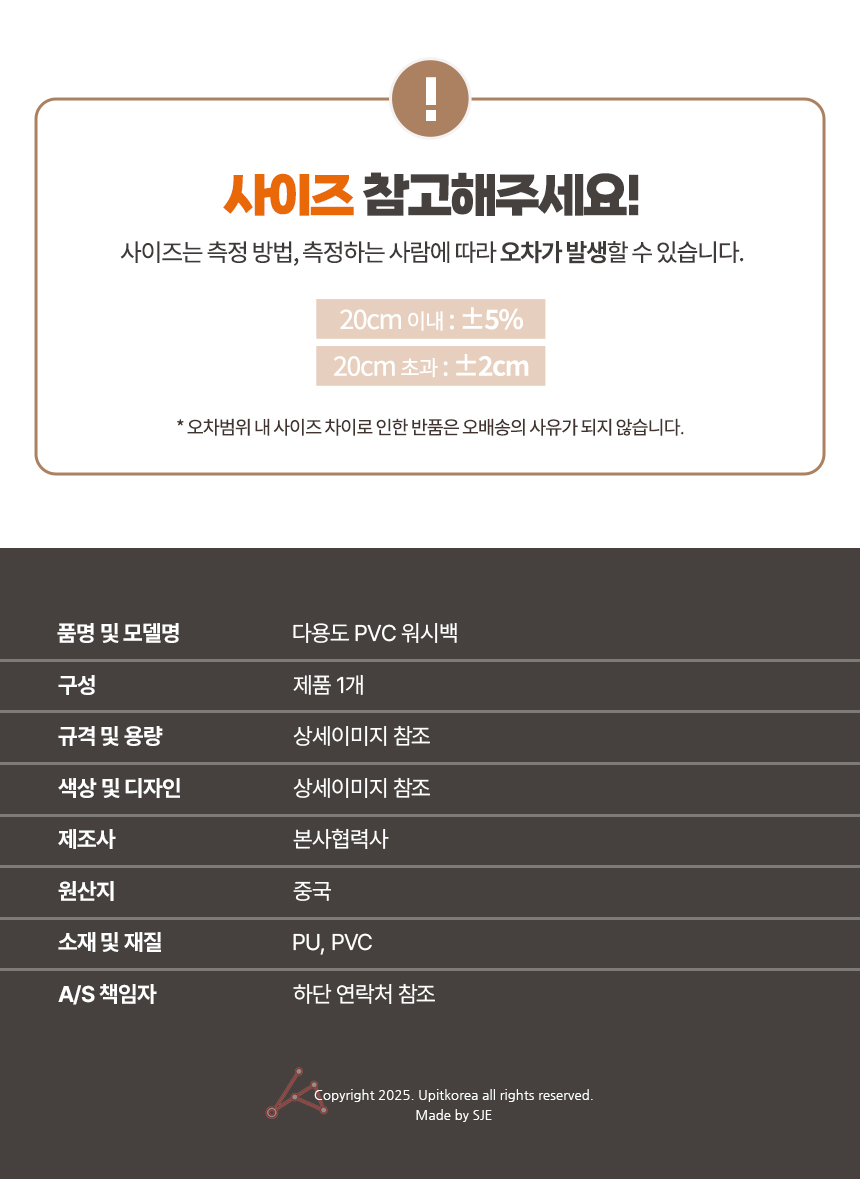 !
사이즈 참고해주세요!
사이즈는 측정 방법, 측정하는 사람에 따라 오차가 발생할 수 있습니다.
20cm 이내 : ±5%
20cm 초과 : ±2cm
* 오차범위 내 사이즈 차이로 인한 반품은 오배송의 사유가 되지 않습니다.
품명 및 모델명 다용도 PVC 워시백
구성 제품 1개
규격 및 용량 상세이미지 참조
색상 및 디자인 상세이미지 참조
제조사 본사협력사
원산지 중국
소재 및 재질 PU, PVC
A/S 책임자 하단 연락처 참조
Copyright 2025. Upitkorea all rights reserved.
Made by SJE